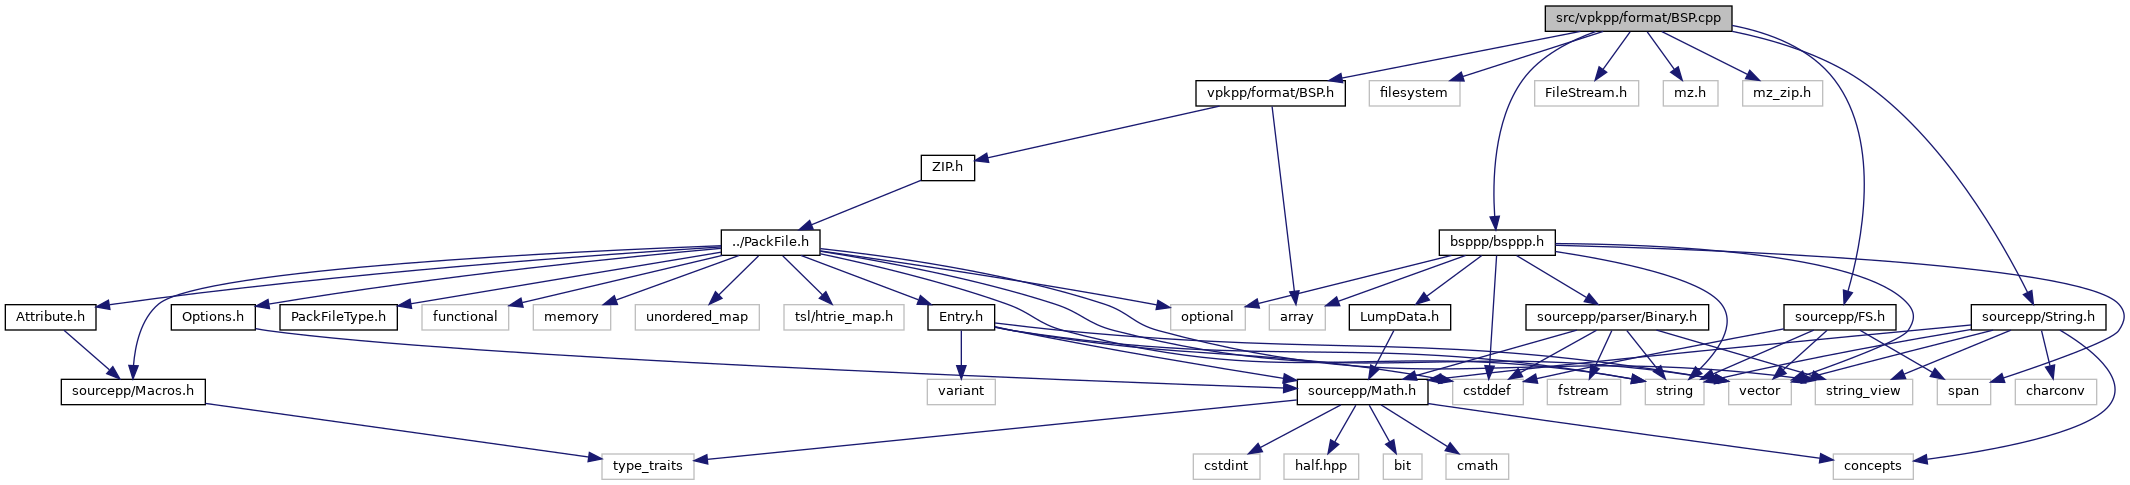 src/vpkpp/format/BSP.cpp
vpkpp/format/BSP.h
filesystem
FileStream.h
mz.h
mz_zip.h
ZIP.h
../PackFile.h
bsppp/bsppp.h
Attribute.h
Options.h
PackFileType.h
functional
memory
unordered_map
tsl/htrie_map.h
Entry.h
optional
array
LumpData.h
sourcepp/parser/Binary.h
sourcepp/FS.h
sourcepp/String.h
sourcepp/Macros.h
variant
sourcepp/Math.h
cstddef
fstream
string
vector
string_view
span
charconv
type_traits
cstdint
half.hpp
bit
cmath
concepts